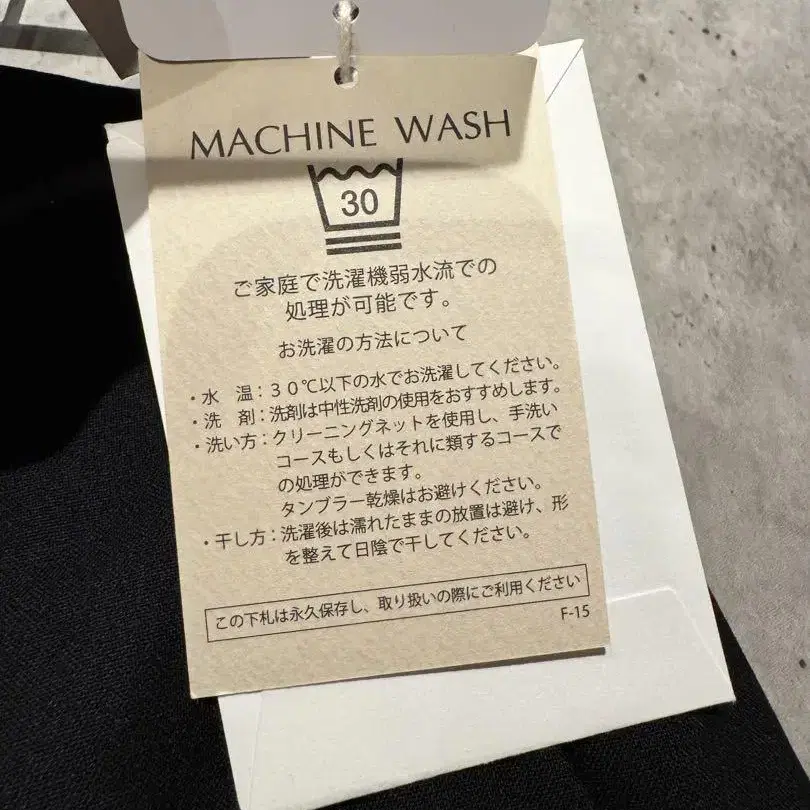 MACHINE WASH
30
ご家庭で洗濯機弱水流での
処理が可能です。
お洗濯の方法について
・水　温：３０℃以下の水でお洗濯してください。
・洗　剤：洗剤は中性洗剤の使用をおすすめします。
・洗い方：クリーニングネットを使用し、手洗い
コースもしくはそれに類するコースで
の処理ができます。
タンブラー乾燥はお避けください。
・干し方：洗濯後は濡れたままの放置は避け、形
を整えて日陰で干してください。
この下札は永久保存し、取り扱いの際にご利用ください
F-15